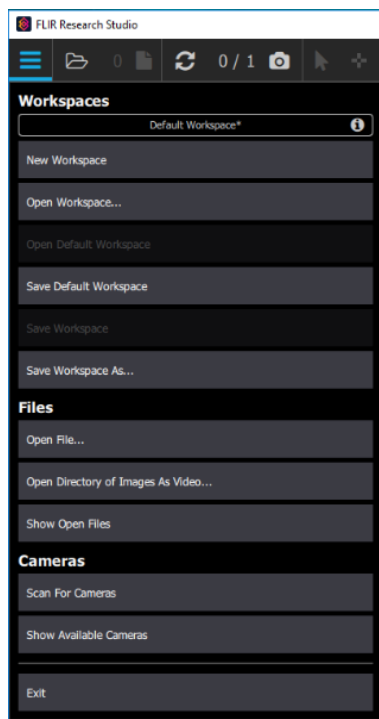 FLIR Research Studio
0
0 / 1
Workspaces
Default Workspace*
New Workspace
Open Workspace...
Open Default Workspace
Save Default Workspace
Save Workspace
Save Workspace As...
Files
Open File...
Open Directory of Images As Video...
Show Open Files
Cameras
Scan For Cameras
Show Available Cameras
Exit